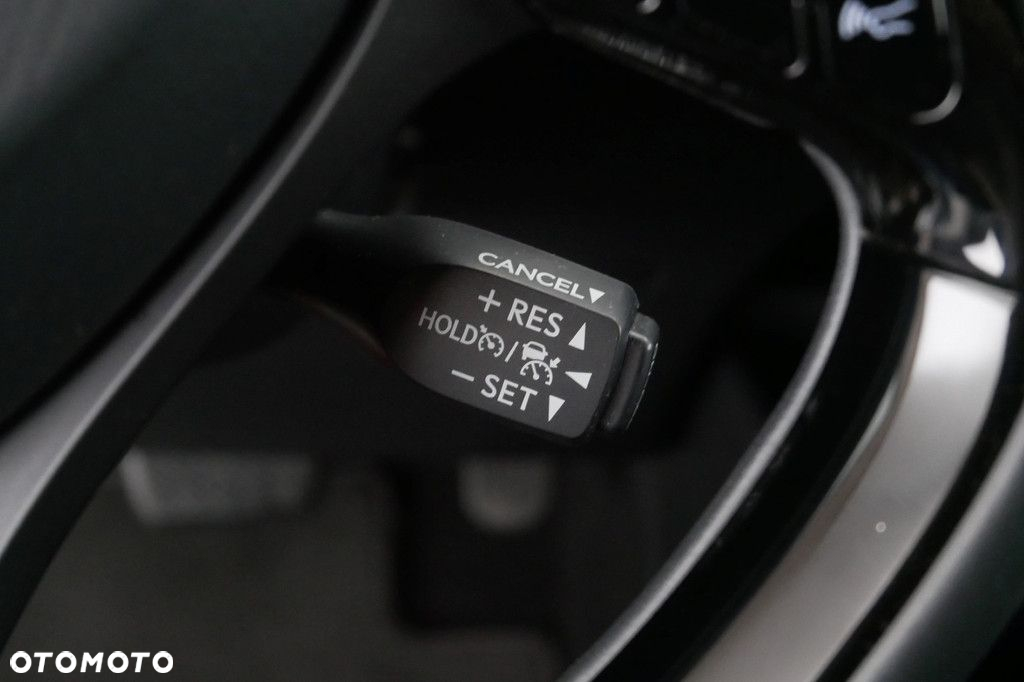 CANCEL▼
+ RES ▲
HOLD / ◀
− SET ▼
OTOMOTO